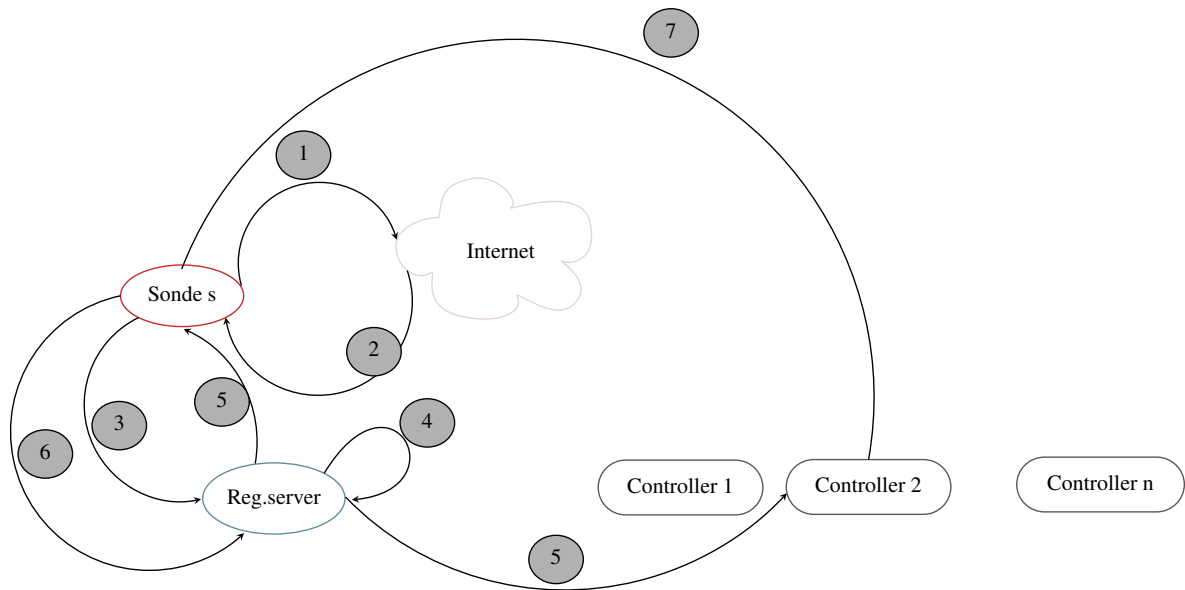 7
1
Internet
Sonde s
2
5
3
4
6
Reg.server
Controller 1
Controller 2
Controller n
5